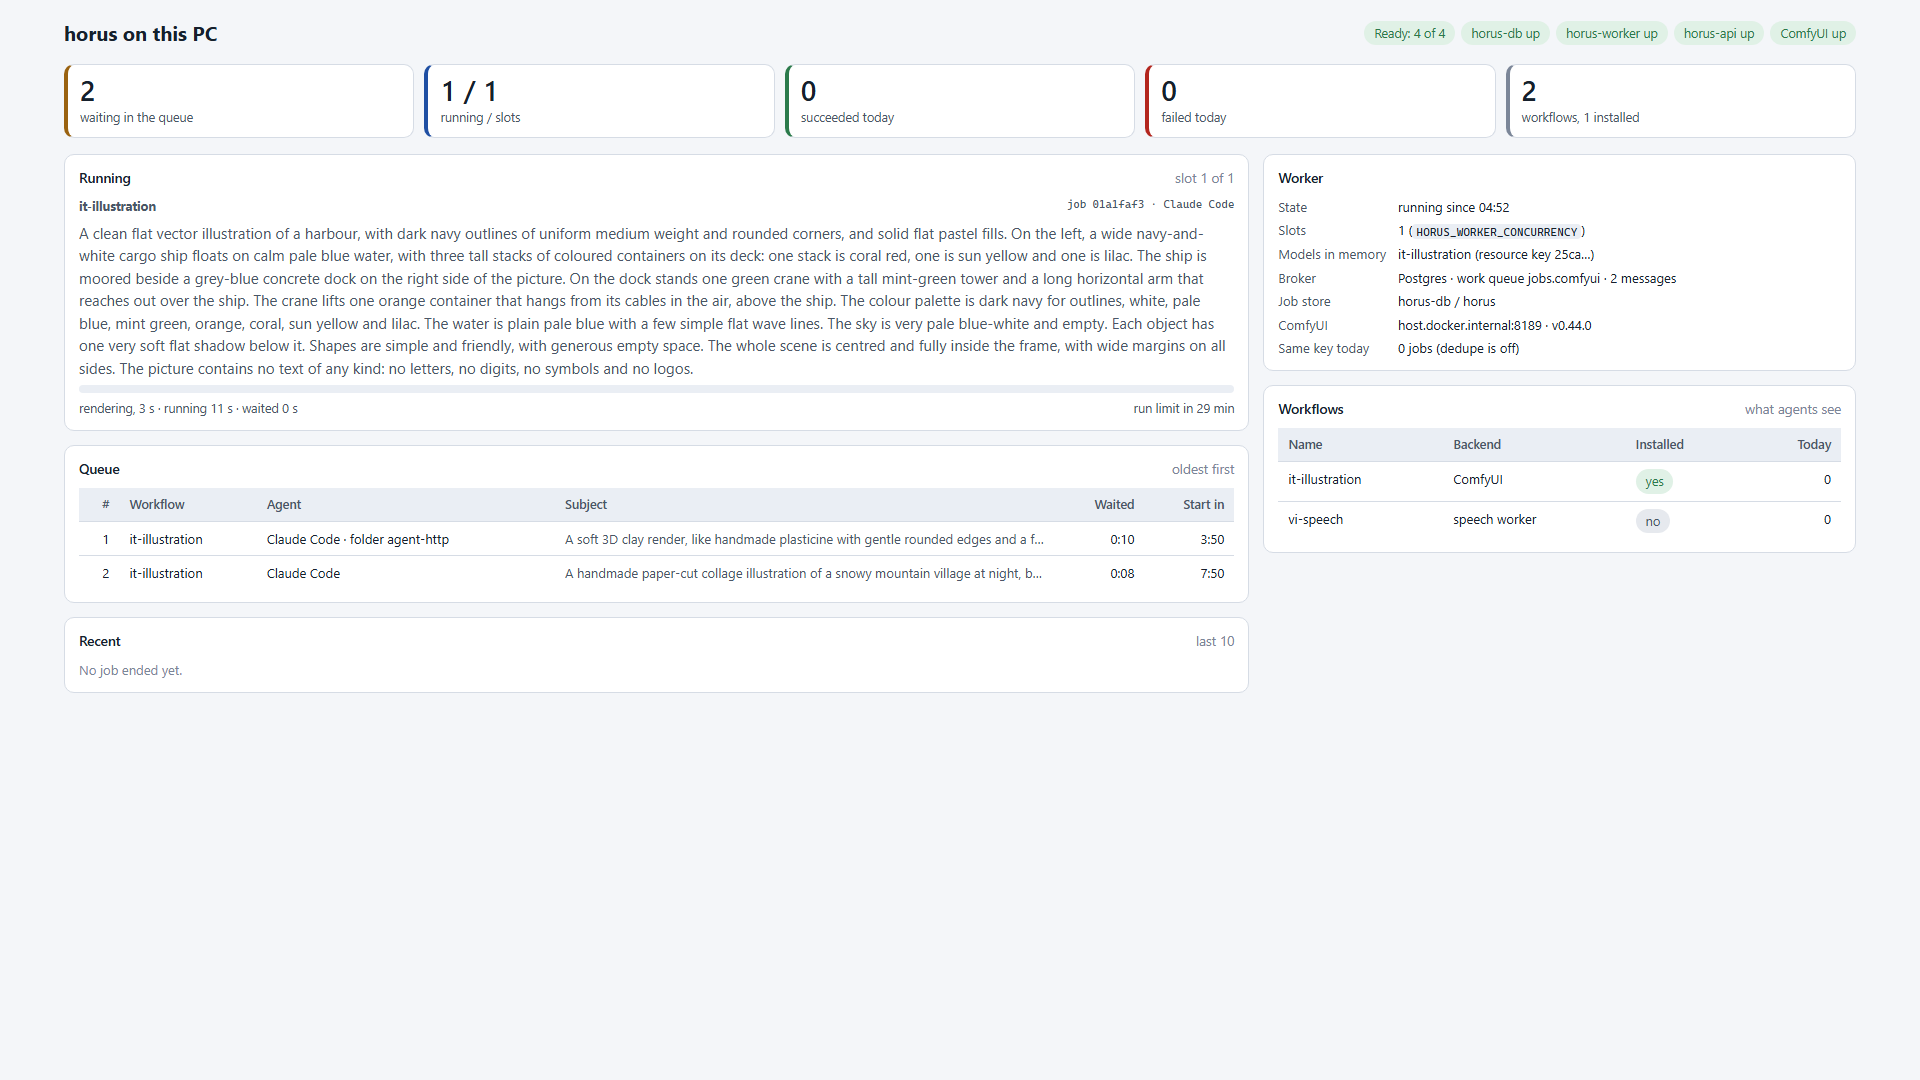 horus on this PC
Ready: 4 of 4
horus-db up
horus-worker up
horus-api up
ComfyUI up
2
waiting in the queue
1 / 1
running / slots
0
succeeded today
0
failed today
2
workflows, 1 installed
Running
slot 1 of 1
it-illustration
job 01a1faf3 · Claude Code
A clean flat vector illustration of a harbour, with dark navy outlines of uniform medium weight and rounded corners, and solid flat pastel fills. On the left, a wide navy-and-
white cargo ship floats on calm pale blue water, with three tall stacks of coloured containers on its deck: one stack is coral red, one is sun yellow and one is lilac. The ship is
moored beside a grey-blue concrete dock on the right side of the picture. On the dock stands one green crane with a tall mint-green tower and a long horizontal arm that
reaches out over the ship. The crane lifts one orange container that hangs from its cables in the air, above the ship. The colour palette is dark navy for outlines, white, pale
blue, mint green, orange, coral, sun yellow and lilac. The water is plain pale blue with a few simple flat wave lines. The sky is very pale blue-white and empty. Each object has
one very soft flat shadow below it. Shapes are simple and friendly, with generous empty space. The whole scene is centred and fully inside the frame, with wide margins on all
sides. The picture contains no text of any kind: no letters, no digits, no symbols and no logos.
rendering, 3 s · running 11 s · waited 0 s
run limit in 29 min
Queue
oldest first
# Workflow Agent Subject Waited Start in
1 it-illustration Claude Code · folder agent-http A soft 3D clay render, like handmade plasticine with gentle rounded edges and a f... 0:10 3:50
2 it-illustration Claude Code A handmade paper-cut collage illustration of a snowy mountain village at night, b... 0:08 7:50
Recent
last 10
No job ended yet.
Worker
State running since 04:52
Slots 1 ( HORUS_WORKER_CONCURRENCY )
Models in memory it-illustration (resource key 25ca...)
Broker Postgres · work queue jobs.comfyui · 2 messages
Job store horus-db / horus
ComfyUI host.docker.internal:8189 · v0.44.0
Same key today 0 jobs (dedupe is off)
Workflows
what agents see
Name Backend Installed Today
it-illustration ComfyUI yes 0
vi-speech speech worker no 0